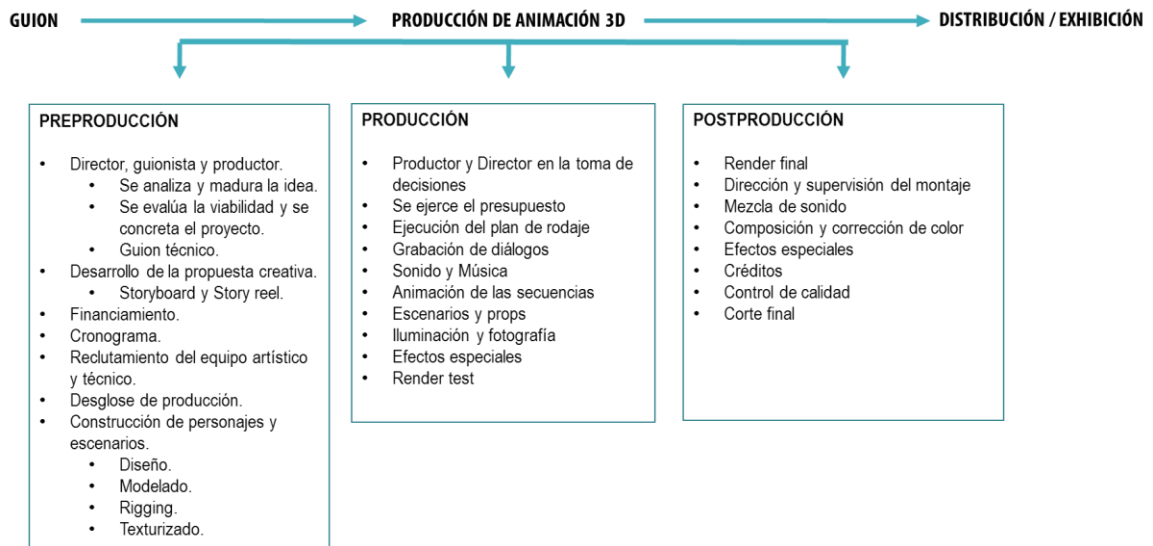 GUION
PRODUCCIÓN DE ANIMACIÓN 3D
DISTRIBUCIÓN / EXHIBICIÓN
PREPRODUCCIÓN
• Director, guionista y productor.
• Se analiza y madura la idea.
• Se evalúa la viabilidad y se
concreta el proyecto.
• Guion técnico.
• Desarrollo de la propuesta creativa.
• Storyboard y Story reel.
• Financiamiento.
• Cronograma.
• Reclutamiento del equipo artístico
y técnico.
• Desglose de producción.
• Construcción de personajes y
escenarios.
• Diseño.
• Modelado.
• Rigging.
• Texturizado.
PRODUCCIÓN
• Productor y Director en la toma de
decisiones
• Se ejerce el presupuesto
• Ejecución del plan de rodaje
• Grabación de diálogos
• Sonido y Música
• Animación de las secuencias
• Escenarios y props
• Iluminación y fotografía
• Efectos especiales
• Render test
POSTPRODUCCIÓN
• Render final
• Dirección y supervisión del montaje
• Mezcla de sonido
• Composición y corrección de color
• Efectos especiales
• Créditos
• Control de calidad
• Corte final